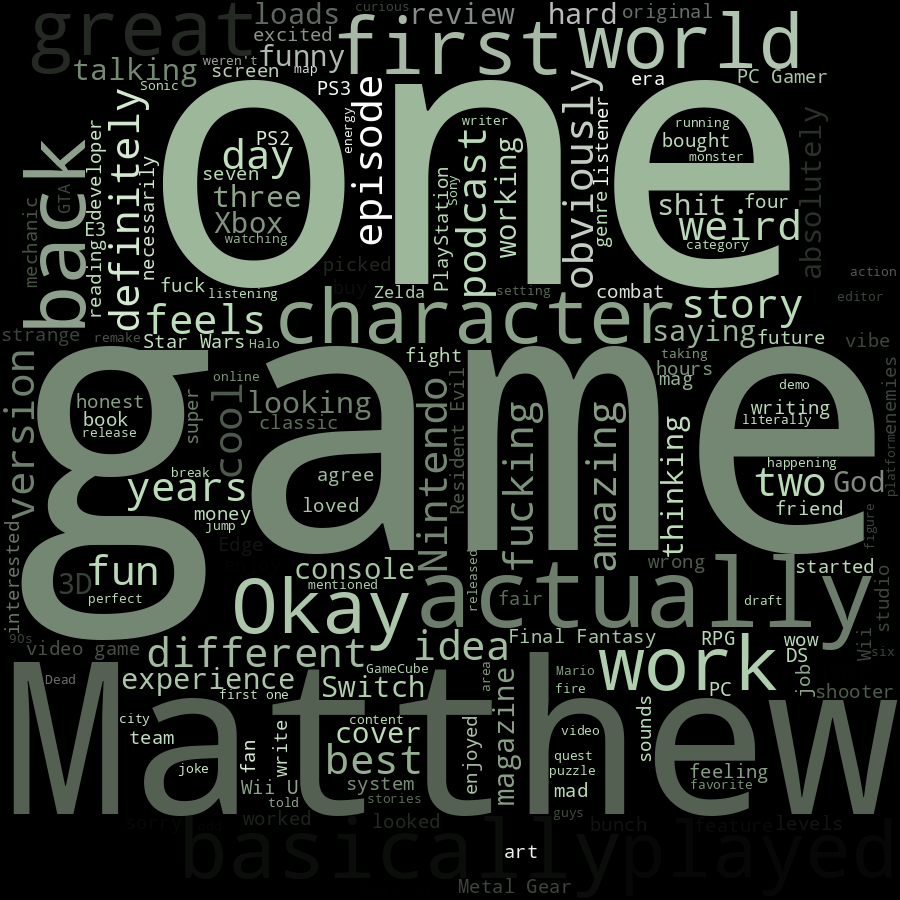 great
loads
curious
review
hard
original
excited
funny
first
world
talking
weren't
screen
map
Sonic
PS3
era
PC Gamer
one
back
GTA
developer
definitely
necessarily
mechanic
E3
reading
PS2
day
seven
three
Xbox
watching
energy
episode
writer
podcast
working
PlayStation
sony
obviously
listener
genre
running
bought
monster
shit
four
weird
category
absolutely
picked
buy
fuck
listening
Zelda
setting
combat
action
editor
feels
character
story
saying
future
strange
remake
Star Wars
Halo
fight
taking
hours
mag
vibe
game
version
honest
book
release
super
online
cool
looking
classic
agree
loved
Nintendo
Resident Evil
fucking
amazing
thinking
demo
writing
literally
happening
two
God
friend
enemies
platform
figure
break
years
money
jump
Edge
interested
3D
fun
perfect
console
mentioned
Okay
released
fair
wrong
actually
started
draft
studio
Wii
six
90s
video game
different
idea
Final Fantasy
RPG
wow
DS
work
PC
job
shooter
Dead
experience
first one
GameCube
Switch
area
Mario
fire
Matthew
city
team
joke
fan
write
content
cover
best
system
stories
Wii U
told
enjoyed
magazine
video
quest
puzzle
mad
guys
sounds
feeling
favorite
sorry
worked
looked
bunch
feature
levels
basically
played
art
Metal Gear